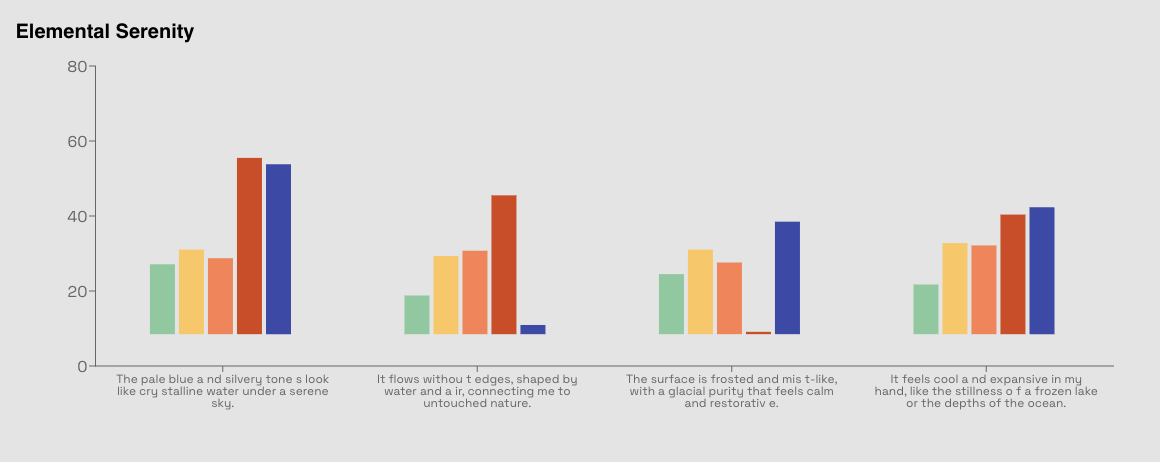 Elemental Serenity
80
60
40
20
0
The pale blue a nd silvery tone s look
like cry stalline water under a serene
sky.
It flows withou t edges, shaped by
water and a ir, connecting me to
untouched nature.
The surface is frosted and mis t-like,
with a glacial purity that feels calm
and restorativ e.
It feels cool a nd expansive in my
hand, like the stillness o f a frozen lake
or the depths of the ocean.